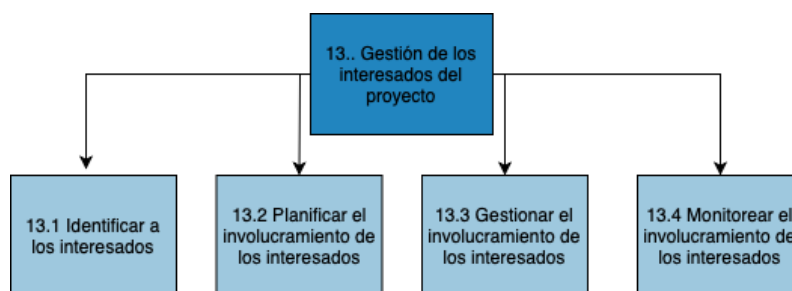 13.. Gestión de los
interesados del
proyecto
13.1 Identificar a
los interesados
13.2 Planificar el
involucramiento de
los interesados
13.3 Gestionar el
involucramiento de
los interesados
13.4 Monitorear el
involucramiento de
los interesados